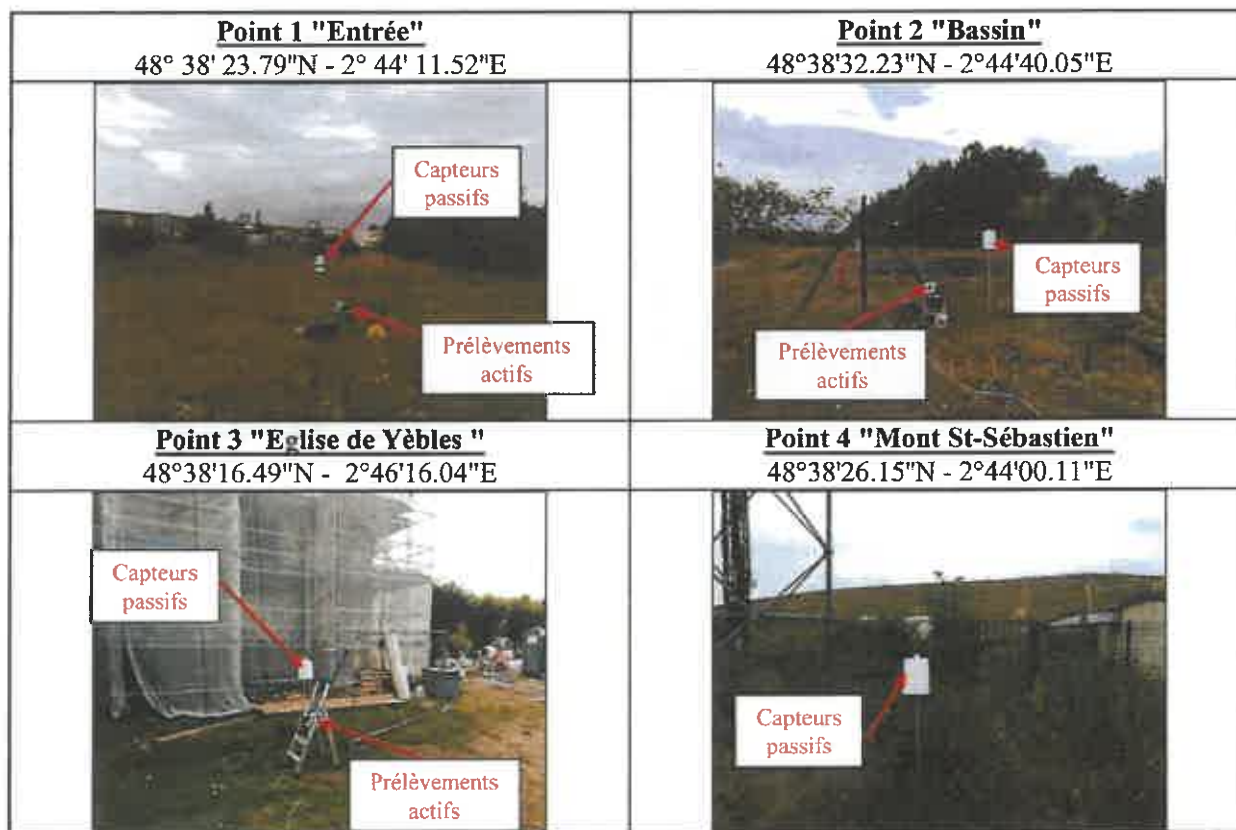 Point 1 "Entrée"
48° 38' 23.79"N - 2° 44' 11.52"E
Capteurs
passifs
Prélèvements
actifs
Point 2 "Bassin"
48°38'32.23"N - 2°44'40.05"E
Capteurs
passifs
Prélèvements
actifs
Point 3 "Eglise de Yèbles "
48°38'16.49"N - 2°46'16.04"E
Capteurs
passifs
Prélèvements
actifs
Point 4 "Mont St-Sébastien"
48°38'26.15"N - 2°44'00.11"E
Capteurs
passifs